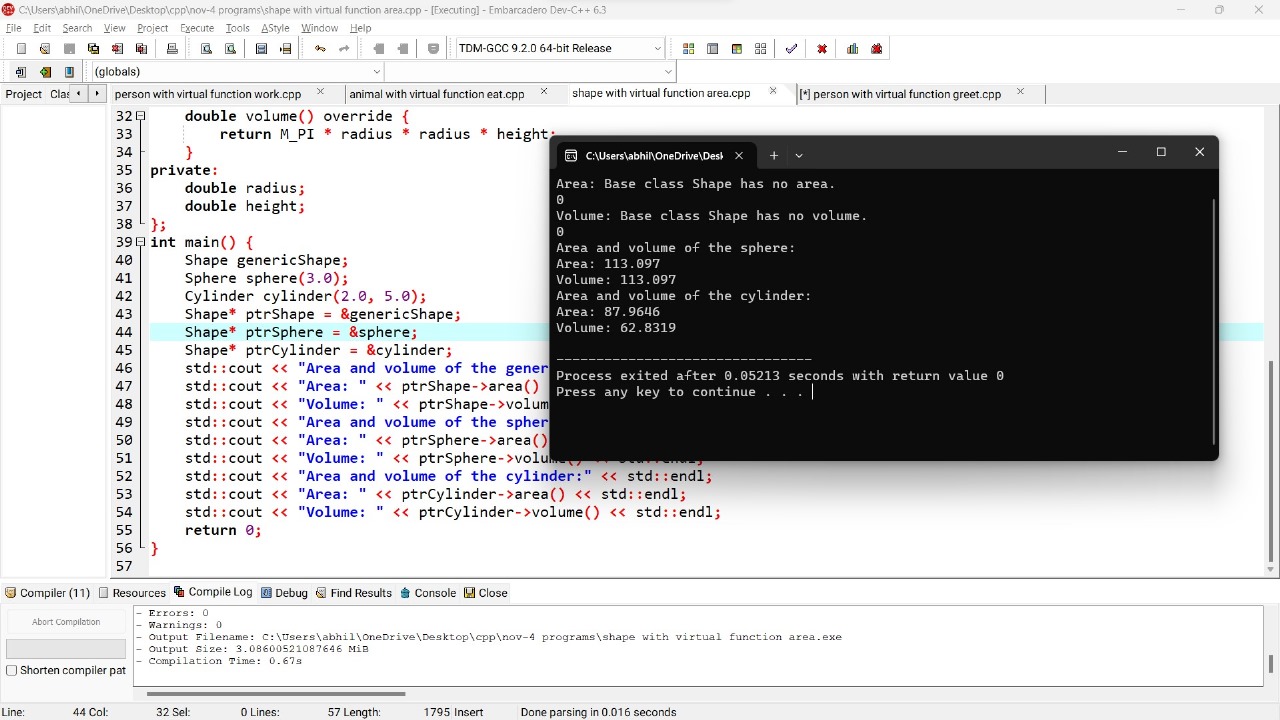 C:\Users\abhil\OneDrive\Desktop\cpp\nov-4 programs\shape with virtual function area.cpp - [Executing] - Embarcadero Dev-C++ 6.3
File Edit Search View Project Execute Tools AStyle Window Help
TDM-GCC 9.2.0 64-bit Release
(globals)
Project Clas person with virtual function work.cpp animal with virtual function eat.cpp shape with virtual function area.cpp [*] person with virtual function greet.cpp
32 double volume() override {
33 return M_PI * radius * radius * height;
34 }
35 private:
36 double radius;
37 double height;
38 };
39 int main() {
40 Shape genericShape;
41 Sphere sphere(3.0);
42 Cylinder cylinder(2.0, 5.0);
43 Shape* ptrShape = &genericShape;
44 Shape* ptrSphere = &sphere;
45 Shape* ptrCylinder = &cylinder;
46 std::cout << "Area and volume of the gener
47 std::cout << "Area: " << ptrShape->area()
48 std::cout << "Volume: " << ptrShape->volum
49 std::cout << "Area and volume of the spher
50 std::cout << "Area: " << ptrSphere->area()
51 std::cout << "Volume: " << ptrSphere->volume() << std::endl;
52 std::cout << "Area and volume of the cylinder:" << std::endl;
53 std::cout << "Area: " << ptrCylinder->area() << std::endl;
54 std::cout << "Volume: " << ptrCylinder->volume() << std::endl;
55 return 0;
56 }
57
C:\Users\abhil\OneDrive\Desk
Area: Base class Shape has no area.
0
Volume: Base class Shape has no volume.
0
Area and volume of the sphere:
Area: 113.097
Volume: 113.097
Area and volume of the cylinder:
Area: 87.9646
Volume: 62.8319
--------------------------------
Process exited after 0.05213 seconds with return value 0
Press any key to continue . . .
Compiler (11) Resources Compile Log Debug Find Results Console Close
Abort Compilation
Shorten compiler pat
- Errors: 0
- Warnings: 0
- Output Filename: C:\Users\abhil\OneDrive\Desktop\cpp\nov-4 programs\shape with virtual function area.exe
- Output Size: 3.08600521087646 MiB
- Compilation Time: 0.67s
Line: 44 Col: 32 Sel: 0 Lines: 57 Length: 1795 Insert Done parsing in 0.016 seconds